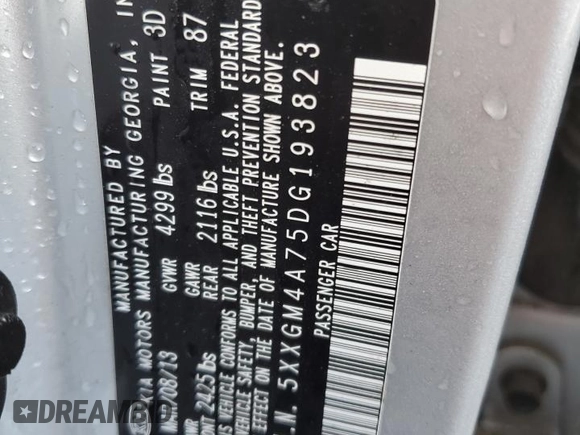 MANUFACTURED BY
MOTORS MANUFACTURING GEORGIA, IN
/08/13 GVWR 4299 lbs PAINT 3D
GAWR
2425 lbs REAR 2116 lbs TRIM 87
VEHICLE CONFORMS TO ALL APPLICABLE U.S.A. FEDERAL
VEHICLE SAFETY, BUMPER, AND THEFT PREVENTION STANDARD
EFFECT ON THE DATE OF MANUFACTURE SHOWN ABOVE.
.N. 5XXGM4A75DG193823
PASSENGER CAR
DREAMBID